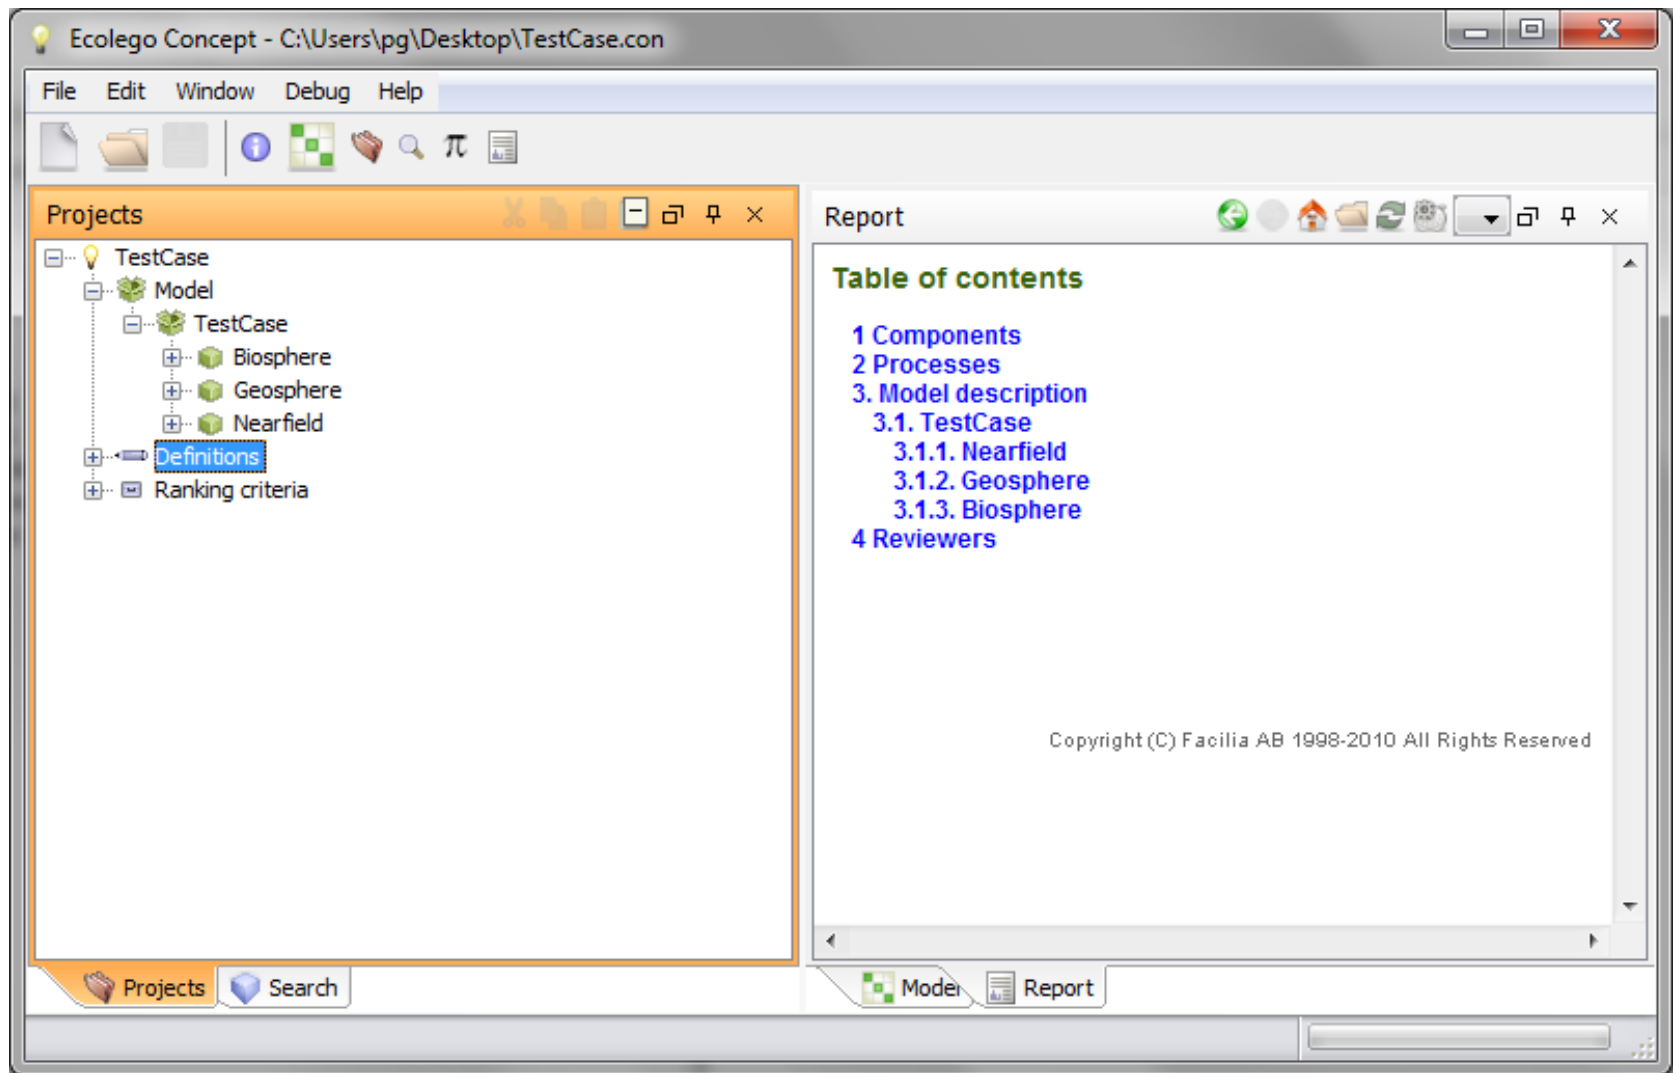 Ecolego Concept - C:\Users\pg\Desktop\TestCase.con
File Edit Window Debug Help
π
Projects
TestCase
Model
TestCase
Biosphere
Geosphere
Nearfield
Definitions
Ranking criteria
Projects Search
Report
Table of contents
1 Components
2 Processes
3. Model description
3.1. TestCase
3.1.1. Nearfield
3.1.2. Geosphere
3.1.3. Biosphere
4 Reviewers
Copyright (C) Facilia AB 1998-2010 All Rights Reserved
Model Report